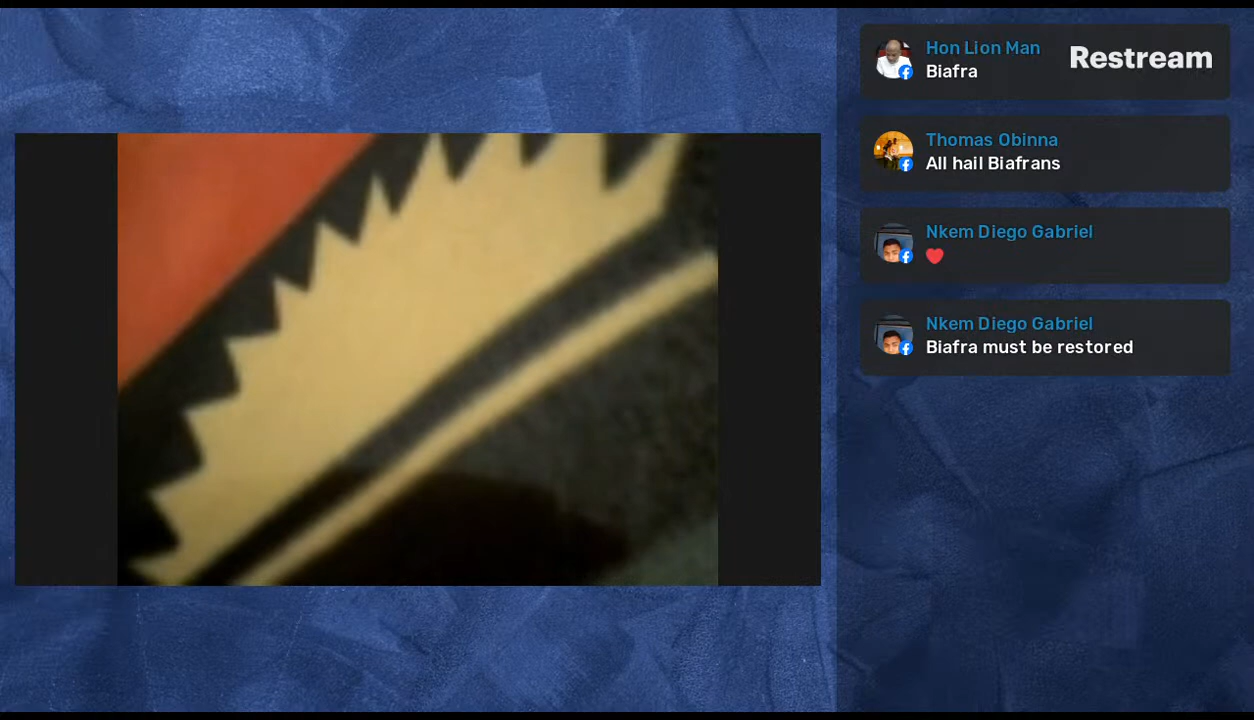 Hon Lion Man
Restream
Biafra
Thomas Obinna
All hail Biafrans
Nkem Diego Gabriel
Nkem Diego Gabriel
Biafra must be restored